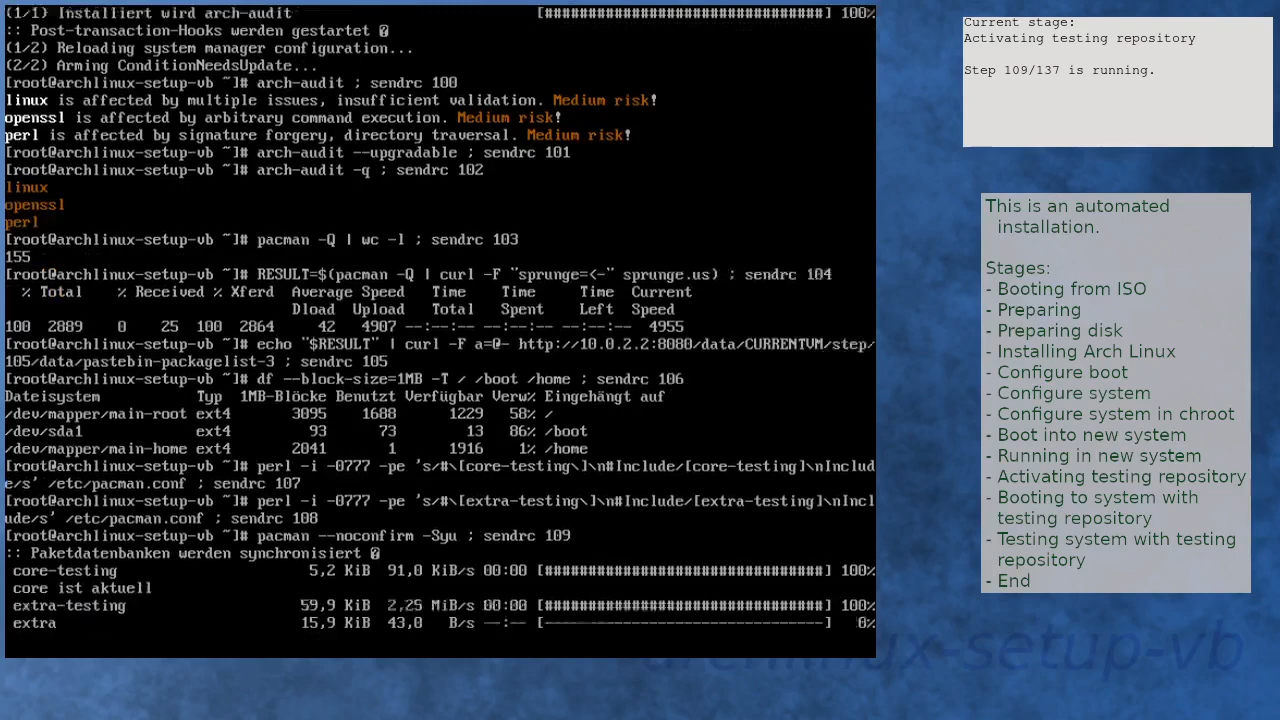 (1/1) Installiert wird arch-audit [################################] 100%
:: Post-transaction-Hooks werden gestartet �
(1/2) Reloading system manager configuration...
(2/2) Arming ConditionNeedsUpdate...
[root@archlinux-setup-vb ~]# arch-audit ; sendrc 100
linux is affected by multiple issues, insufficient validation. Medium risk!
openssl is affected by arbitrary command execution. Medium risk!
perl is affected by signature forgery, directory traversal. Medium risk!
[root@archlinux-setup-vb ~]# arch-audit --upgradable ; sendrc 101
[root@archlinux-setup-vb ~]# arch-audit -q ; sendrc 102
linux
openssl
perl
[root@archlinux-setup-vb ~]# pacman -Q | wc -l ; sendrc 103
155
[root@archlinux-setup-vb ~]# RESULT=$(pacman -Q | curl -F "sprunge=<-" sprunge.us) ; sendrc 104
% Total % Received % Xferd Average Speed Time Time Time Current
Dload Upload Total Spent Left Speed
100 2889 0 25 100 2864 42 4907 --:--:-- --:--:-- --:--:-- 4955
[root@archlinux-setup-vb ~]# echo "$RESULT" | curl -F a=@- http://10.0.2.2:8080/data/CURRENTVM/step/
105/data/pastebin-packagelist-3 ; sendrc 105
[root@archlinux-setup-vb ~]# df --block-size=1MB -T / /boot /home ; sendrc 106
Dateisystem Typ 1MB-Blöcke Benutzt Verfügbar Verw% Eingehängt auf
/dev/mapper/main-root ext4 3095 1688 1229 58% /
/dev/sda1 ext4 93 73 13 86% /boot
/dev/mapper/main-home ext4 2041 1 1916 1% /home
[root@archlinux-setup-vb ~]# perl -i -0777 -pe 's/#\[core-testing\]\n#Include/[core-testing]\nInclud
e/s' /etc/pacman.conf ; sendrc 107
[root@archlinux-setup-vb ~]# perl -i -0777 -pe 's/#\[extra-testing\]\n#Include/[extra-testing]\nIncl
ude/s' /etc/pacman.conf ; sendrc 108
[root@archlinux-setup-vb ~]# pacman --noconfirm -Syu ; sendrc 109
:: Paketdatenbanken werden synchronisiert �
core-testing 5,2 KiB 91,0 KiB/s 00:00 [################################] 100%
core ist aktuell
extra-testing 59,9 KiB 2,25 MiB/s 00:00 [################################] 100%
extra 15,9 KiB 43,0 B/s --:-- [--------------------------------] 0%
Current stage:
Activating testing repository
Step 109/137 is running.
This is an automated
installation.
Stages:
- Booting from ISO
- Preparing
- Preparing disk
- Installing Arch Linux
- Configure boot
- Configure system
- Configure system in chroot
- Boot into new system
- Running in new system
- Activating testing repository
- Booting to system with
testing repository
- Testing system with testing
repository
- End
archlinux-setup-vb